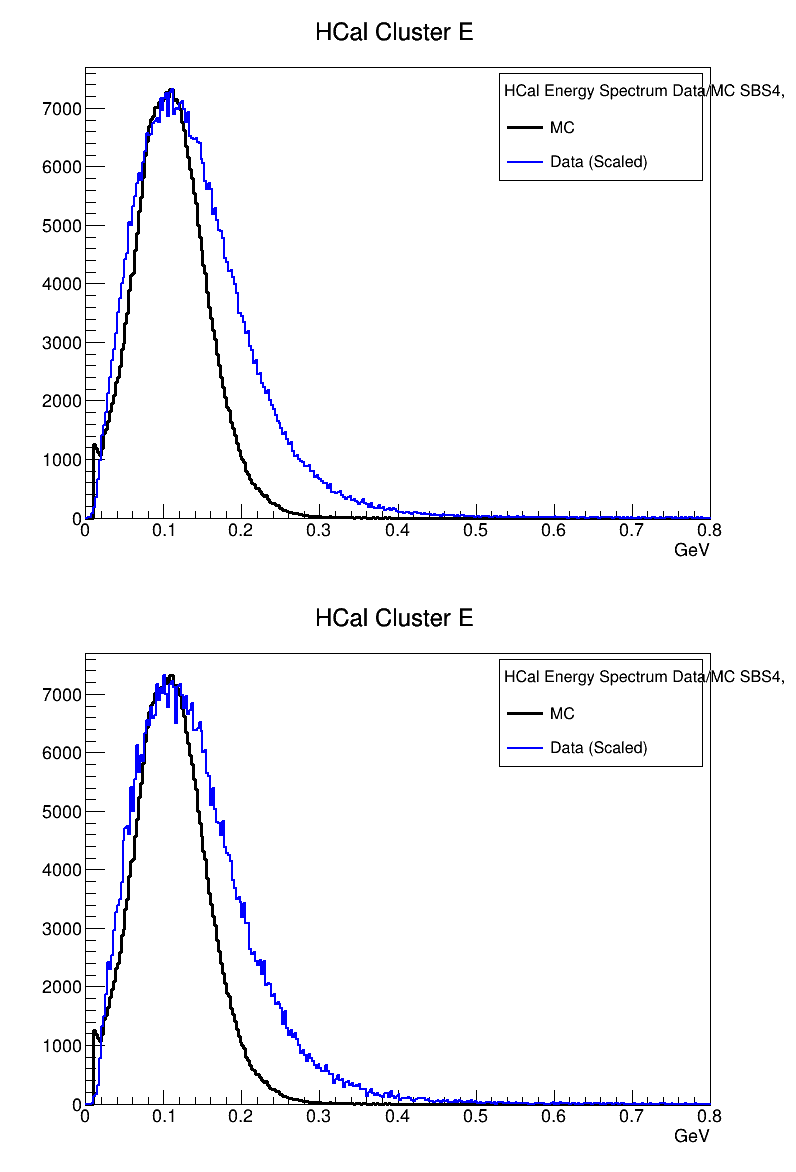 HCal Cluster E
HCal Energy Spectrum Data/MC SBS4,
MC
Data (Scaled)
7000
6000
5000
4000
3000
2000
1000
0
0 0.1 0.2 0.3 0.4 0.5 0.6 0.7 0.8
GeV
HCal Cluster E
HCal Energy Spectrum Data/MC SBS4,
MC
Data (Scaled)
7000
6000
5000
4000
3000
2000
1000
0
0 0.1 0.2 0.3 0.4 0.5 0.6 0.7 0.8
GeV